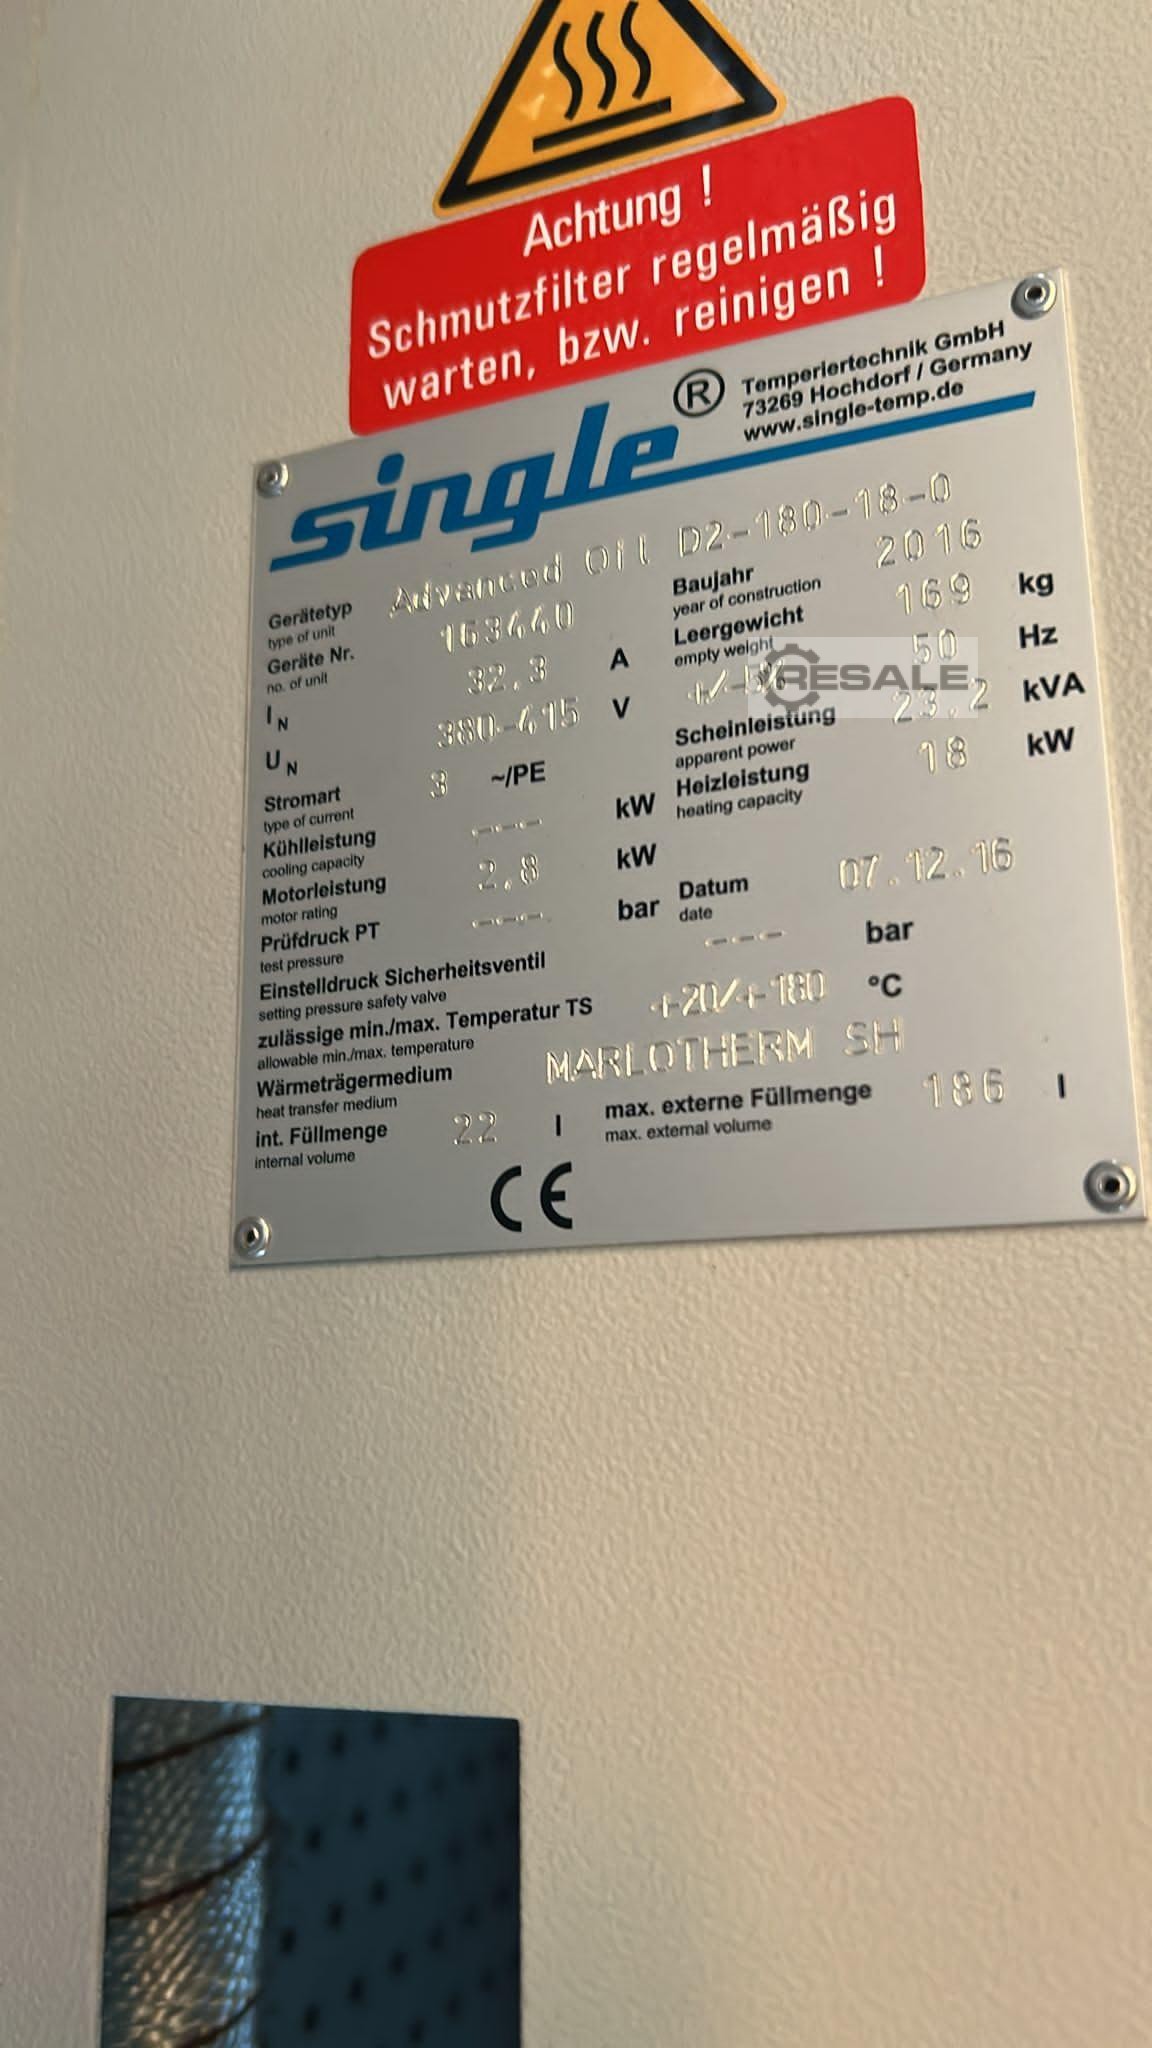 Achtung !
Schmutzfilter regelmäßig
warten, bzw. reinigen !
single ®
Temperiertechnik GmbH
73269 Hochdorf / Germany
www.single-temp.de
Gerätetyp Advanced Oil D2-180-18-0
type of unit
Geräte Nr. 163440
no. of unit
Baujahr 2016
year of construction
Leergewicht 169 kg
empty weight
IN 32,3 A
50 Hz
UN 380-415 V +/-5%
RESALE
Scheinleistung 23,2 kVA
apparent power
Stromart 3 ~/PE
type of current
Heizleistung 18 kW
heating capacity
Kühlleistung --- kW
cooling capacity
Motorleistung 2,8 kW
motor rating
Datum 07.12.16
date
Prüfdruck PT --- bar
test pressure
Einstelldruck Sicherheitsventil --- bar
setting pressure safety valve
zulässige min./max. Temperatur TS +20/+180 °C
allowable min./max. temperature
Wärmeträgermedium MARLOTHERM SH
heat transfer medium
int. Füllmenge 22 l max. externe Füllmenge 186 l
internal volume max. external volume
CE